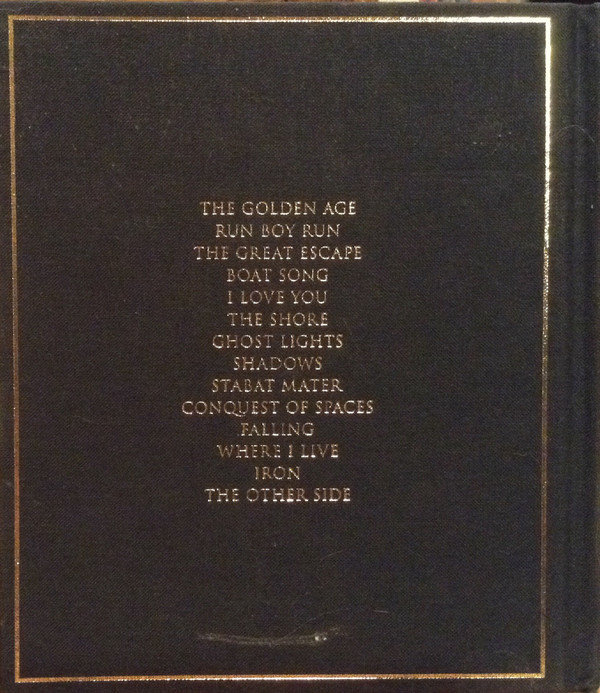 THE GOLDEN AGE
RUN BOY RUN
THE GREAT ESCAPE
BOAT SONG
I LOVE YOU
THE SHORE
GHOST LIGHTS
SHADOWS
STABAT MATER
CONQUEST OF SPACES
FALLING
WHERE I LIVE
IRON
THE OTHER SIDE